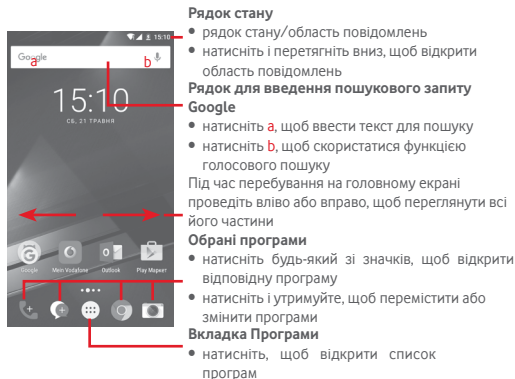 15:10
Google
a
b
15:10
СБ, 21 ТРАВНЯ
Google
Mein Vodafone
Outlook
Play Маркет
Рядок стану
• рядок стану/область повідомлень
• натисніть і перетягніть вниз, щоб відкрити
область повідомлень
Рядок для введення пошукового запиту
Google
• натисніть a, щоб ввести текст для пошуку
• натисніть b, щоб скористатися функцією
голосового пошуку
Під час перебування на головному екрані
проведіть вліво або вправо, щоб переглянути всі
його частини
Обрані програми
• натисніть будь-який зі значків, щоб відкрити
відповідну програму
• натисніть і утримуйте, щоб перемістити або
змінити програми
Вкладка Програми
• натисніть, щоб відкрити список
програм